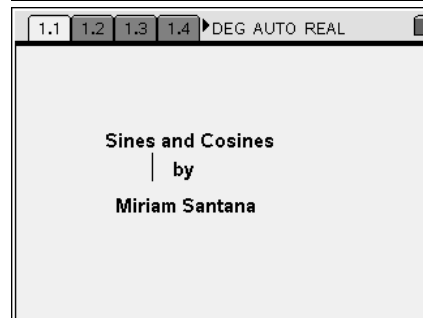 1.1 1.2 1.3 1.4 DEG AUTO REAL
Sines and Cosines
by
Miriam Santana